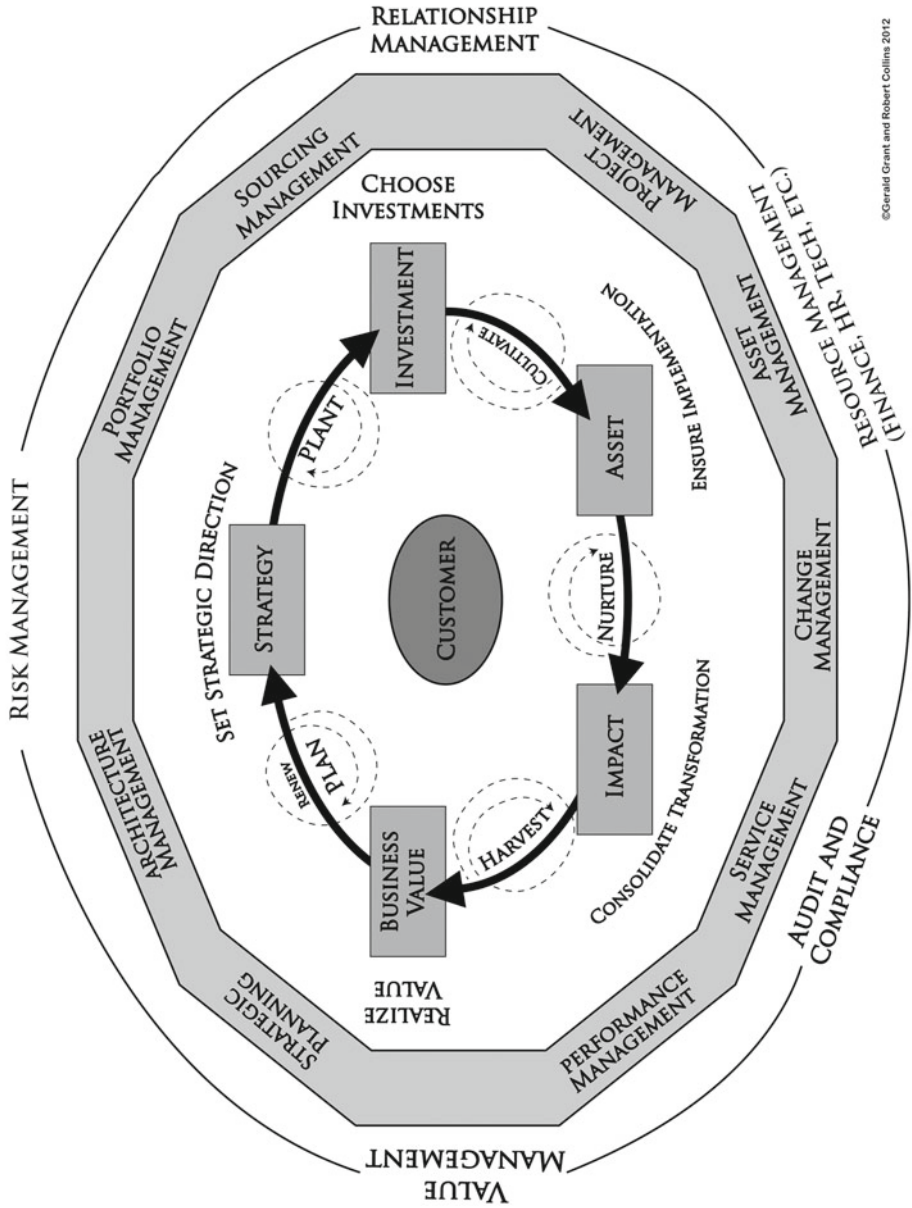 RISK MANAGEMENT
RELATIONSHIP
MANAGEMENT
RESOURCE MANAGEMENT
(FINANCE, HR, TECH, ETC.)
AUDIT AND
COMPLIANCE
VALUE
MANAGEMENT
STRATEGIC
PLANNING
ARCHITECTURE
MANAGEMENT
PORTFOLIO
MANAGEMENT
SOURCING
MANAGEMENT
PROJECT
MANAGEMENT
ASSET
MANAGEMENT
CHANGE
MANAGEMENT
SERVICE
MANAGEMENT
PERFORMANCE
MANAGEMENT
SET STRATEGIC DIRECTION
STRATEGY
PLANT
CHOOSE
INVESTMENTS
INVESTMENT
CULTIVATE
ENSURE IMPLEMENTATION
ASSET
NURTURE
CONSOLIDATE TRANSFORMATION
IMPACT
HARVEST
REALIZE
VALUE
BUSINESS
VALUE
RENEW
PLAN
CUSTOMER
©Gerald Grant and Robert Collins 2012